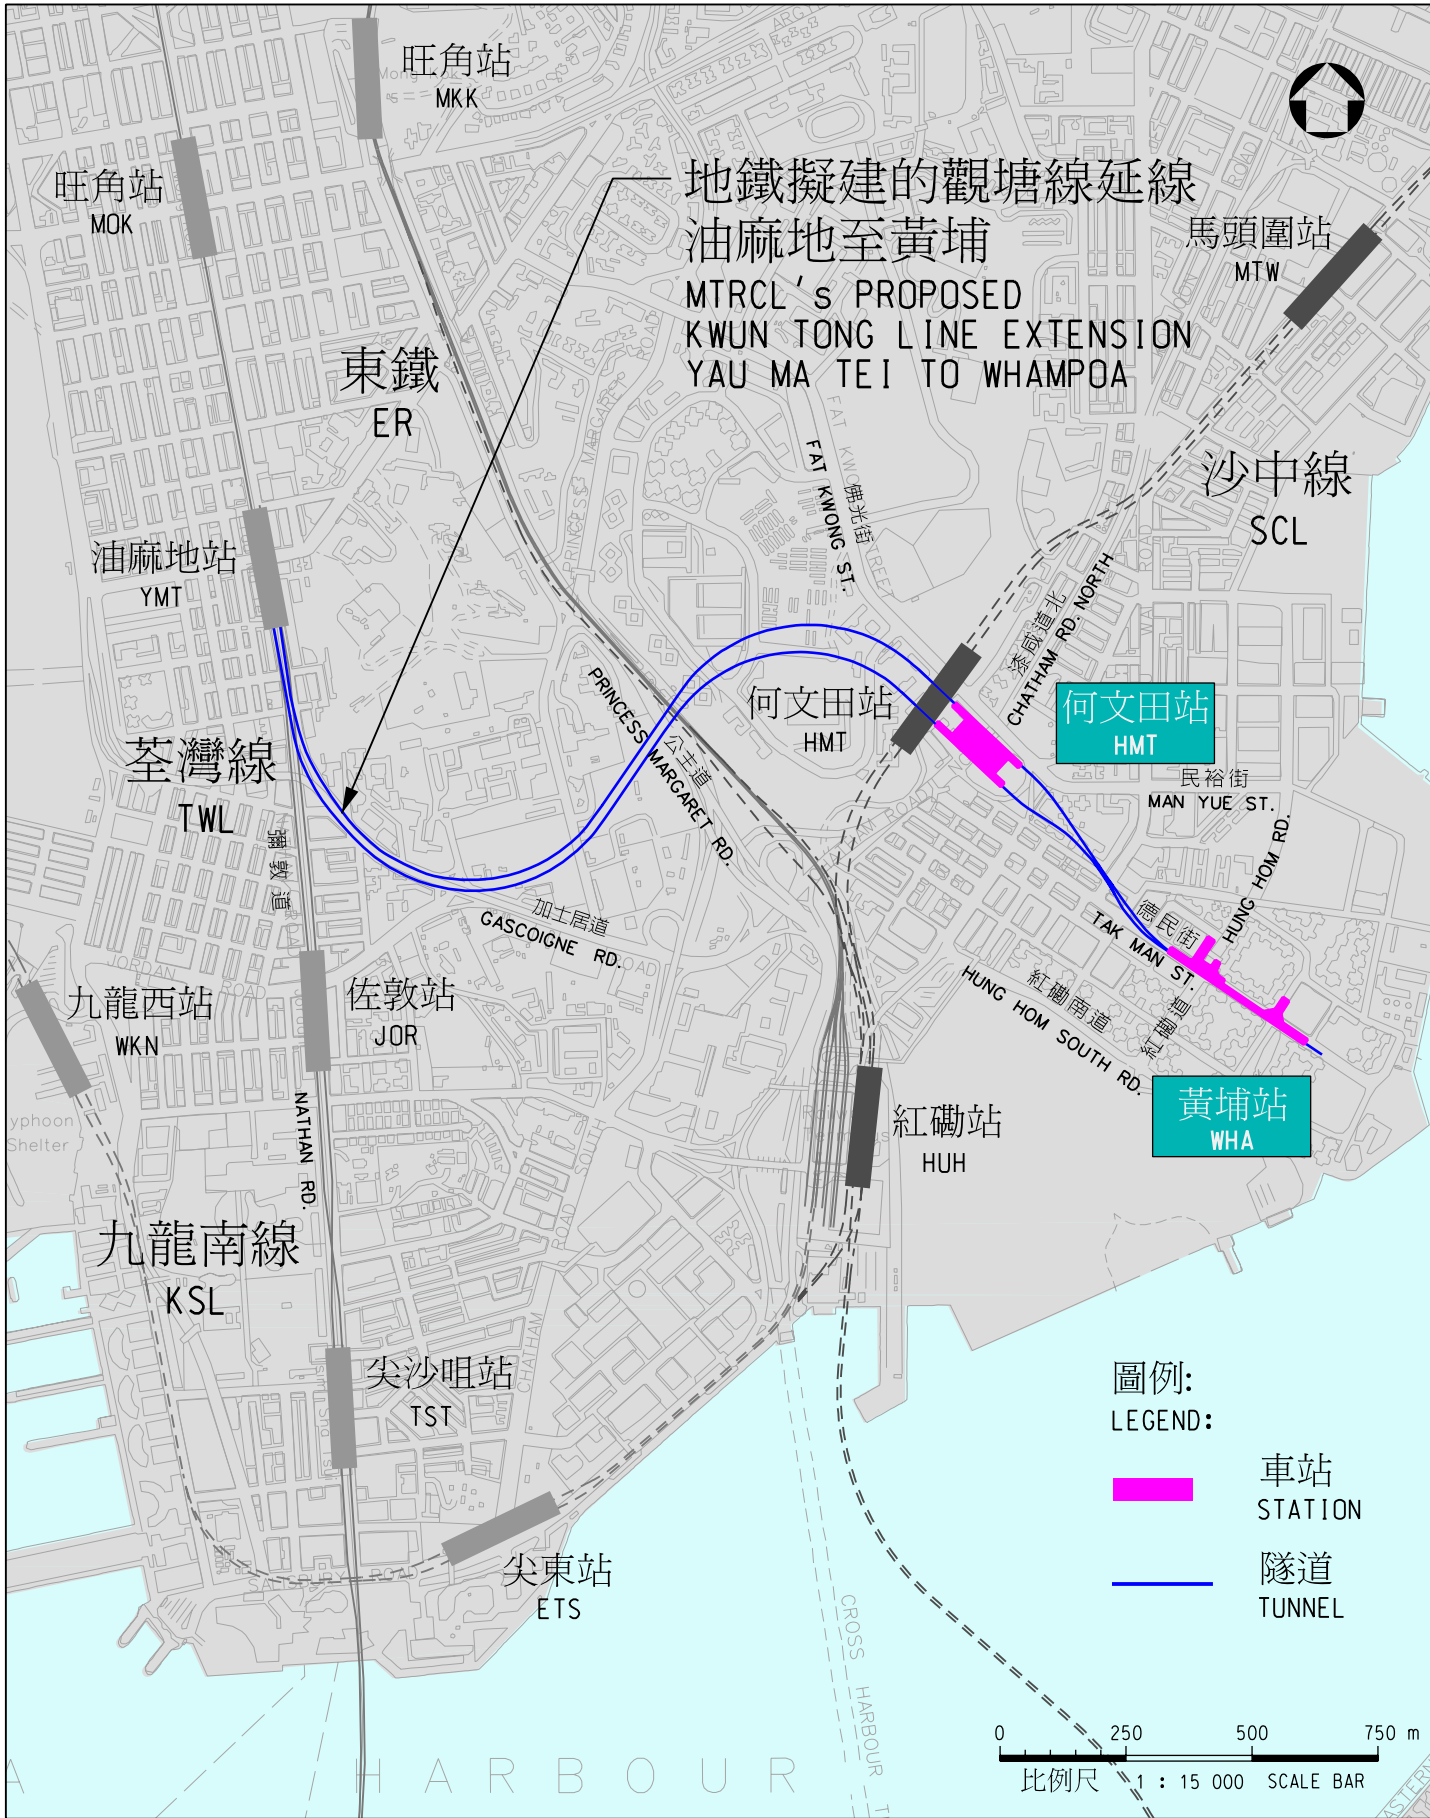 旺角站
MKK
旺角站
MOK
地鐵擬建的觀塘線延線
油麻地至黃埔
MTRCL's PROPOSED
KWUN TONG LINE EXTENSION
YAU MA TEI TO WHAMPOA
馬頭圍站
MTW
東鐵
ER
沙中線
SCL
佛光街
FAT KWONG ST.
油麻地站
YMT
漆咸道北
CHATHAM RD. NORTH
何文田站
HMT
何文田站
HMT
公主道
PRINCESS MARGARET RD.
荃灣線
TWL
民裕街
MAN YUE ST.
彌敦道
NATHAN RD.
加士居道
GASCOIGNE RD.
德民街
TAK MAN ST.
HUNG HOM RD.
紅磡道
紅磡南道
HUNG HOM SOUTH RD.
九龍西站
WKN
佐敦站
JOR
黃埔站
WHA
紅磡站
HUH
yphoon
Shelter
九龍南線
KSL
尖沙咀站
TST
尖東站
ETS
圖例:
LEGEND:
車站
STATION
隧道
TUNNEL
CROSS HARBOUR
HARBOUR
0 250 500 750 m
比例尺 1 : 15 000 SCALE BAR